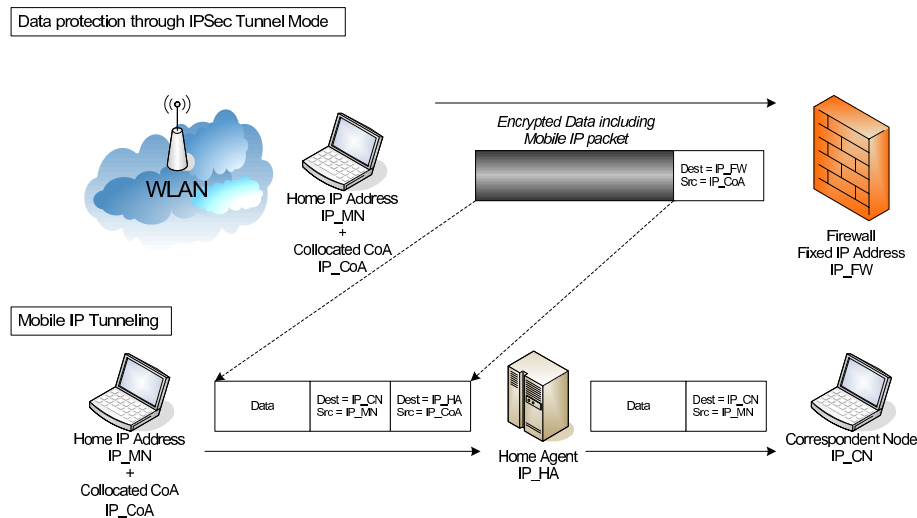 Data protection through IPSec Tunnel Mode
Encrypted Data including
Mobile IP packet
Dest = IP_FW
Src = IP_CoA
WLAN
Home IP Address
IP_MN
+
Collocated CoA
IP_CoA
Firewall
Fixed IP Address
IP_FW
Mobile IP Tunneling
Data
Dest = IP_CN
Src = IP_MN
Dest = IP_HA
Src = IP_CoA
Data
Dest = IP_CN
Src = IP_MN
Home IP Address
IP_MN
+
Collocated CoA
IP_CoA
Home Agent
IP_HA
Correspondent Node
IP_CN